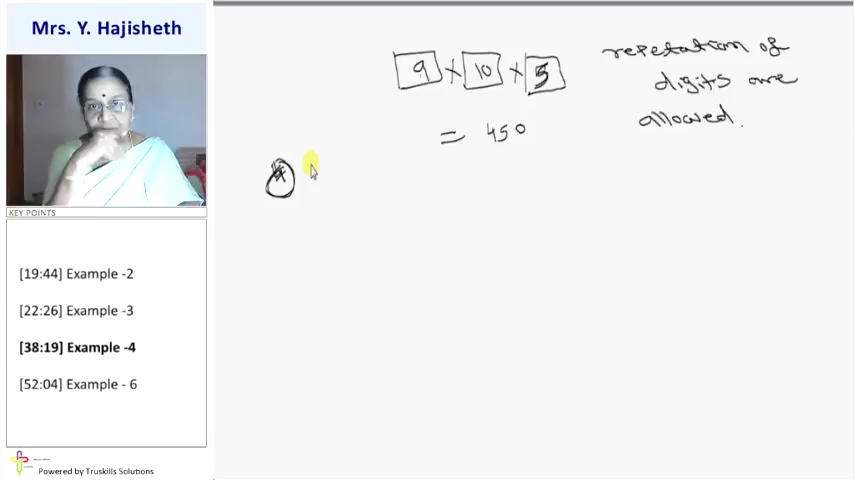 Mrs. Y. Hajisheth
KEY POINTS
[19:44] Example -2
[22:26] Example -3
[38:19] Example -4
[52:04] Example - 6
Powered by Truskills Solutions
9 × 10 × 5
= 450
repetation of
digits are
allowed.